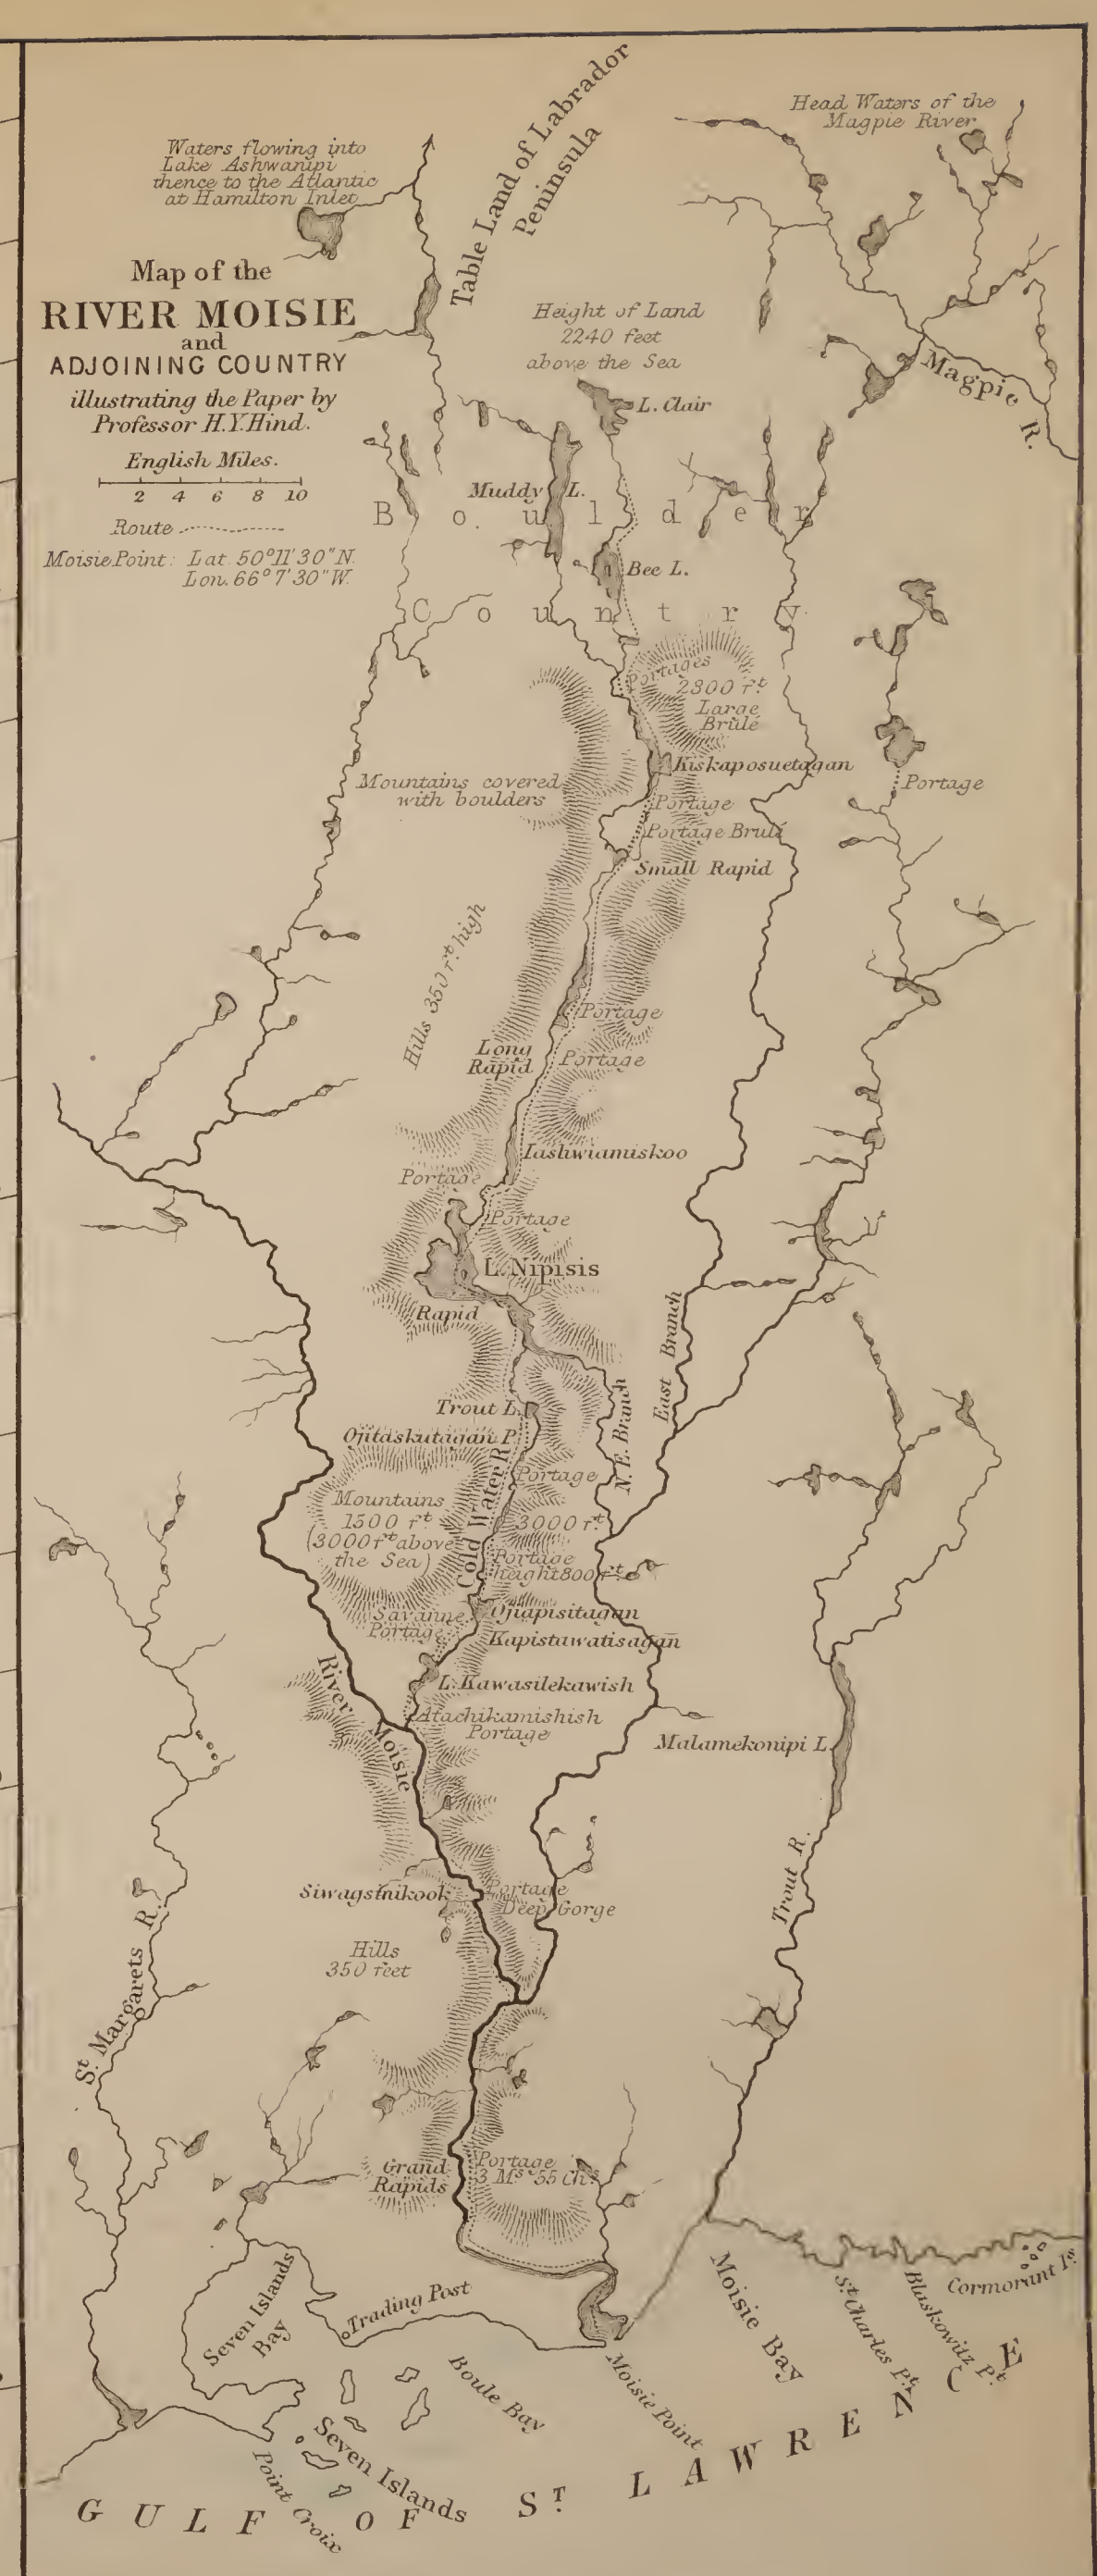 Head Waters of the
Magpie River
Waters flowing into
Lake Ashwanipi
thence to the Atlantic
at Hamilton Inlet
Table Land of Labrador
Peninsula
Map of the
RIVER MOISIE
and
ADJOINING COUNTRY
illustrating the Paper by
Professor H.Y.Hind.
English Miles.
2 4 6 8 10
Route
Moisie Point: Lat. 50°11'30" N.
Lon. 66°7'30" W.
Height of Land
2240 feet
above the Sea
L. Clair
Magpie R.
Muddy L.
Boulder
Bee L.
Country
Portages
2300 ft.
Large
Brûlé
Kiskaposuetagan
Mountains covered
with boulders
Portage
Portage
Portage Brulé
Small Rapid
Hills 350 ft. high
Portage
Long
Rapid
Portage
Iashwiamiskoo
Portage
Portage
L. Nipisis
Rapid
East Branch
N.E. Branch
Trout L.
Ojitaskutagan P.
Cold Water R.
Portage
Mountains
1500 ft.
(3000 ft above
the Sea)
3000 ft.
Portage
height 800 ft.
Savanne
Portage
Ojiapisitagan
Kapistawatisagan
L. Kawasilekawish
River Moisie
Atachikamishish
Portage
Malamekonipi L.
Trout R.
Siwagsinikook
Portage
Deep Gorge
Hills
350 feet
St. Margarets R.
Grand
Rapids
Portage
3 Ms. 55 Ch.
Seven Islands
Bay
Trading Post
Boule Bay
Moisie Point
Moisie Bay
St. Charles Pt.
Blaskowitz Pt.
Cormorant Is.
Seven Islands
Point Croix
GULF OF ST. LAWRENCE